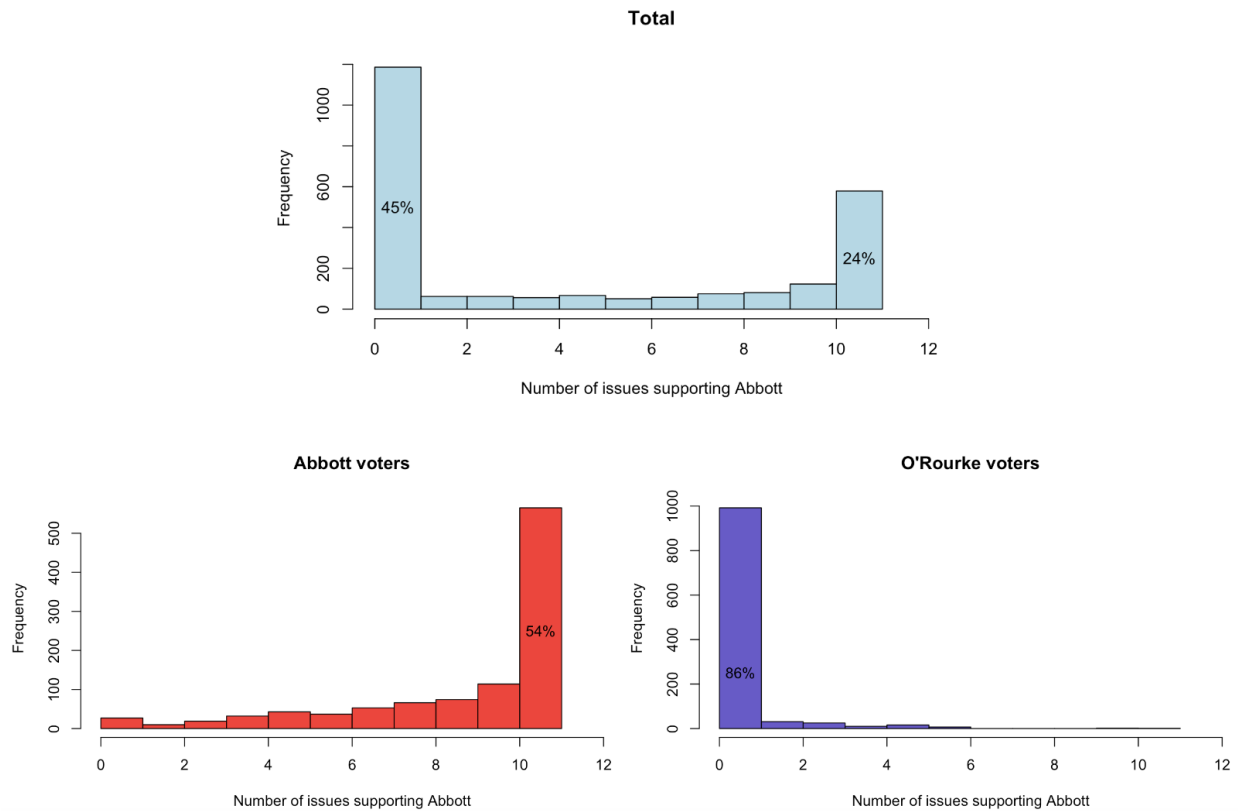 Total
Frequency
1000
600
200
0
45%
24%
0 2 4 6 8 10 12
Number of issues supporting Abbott
Abbott voters
Frequency
500
400
300
200
100
0
54%
0 2 4 6 8 10 12
Number of issues supporting Abbott
O'Rourke voters
Frequency
1000
800
600
400
200
0
86%
0 2 4 6 8 10 12
Number of issues supporting Abbott